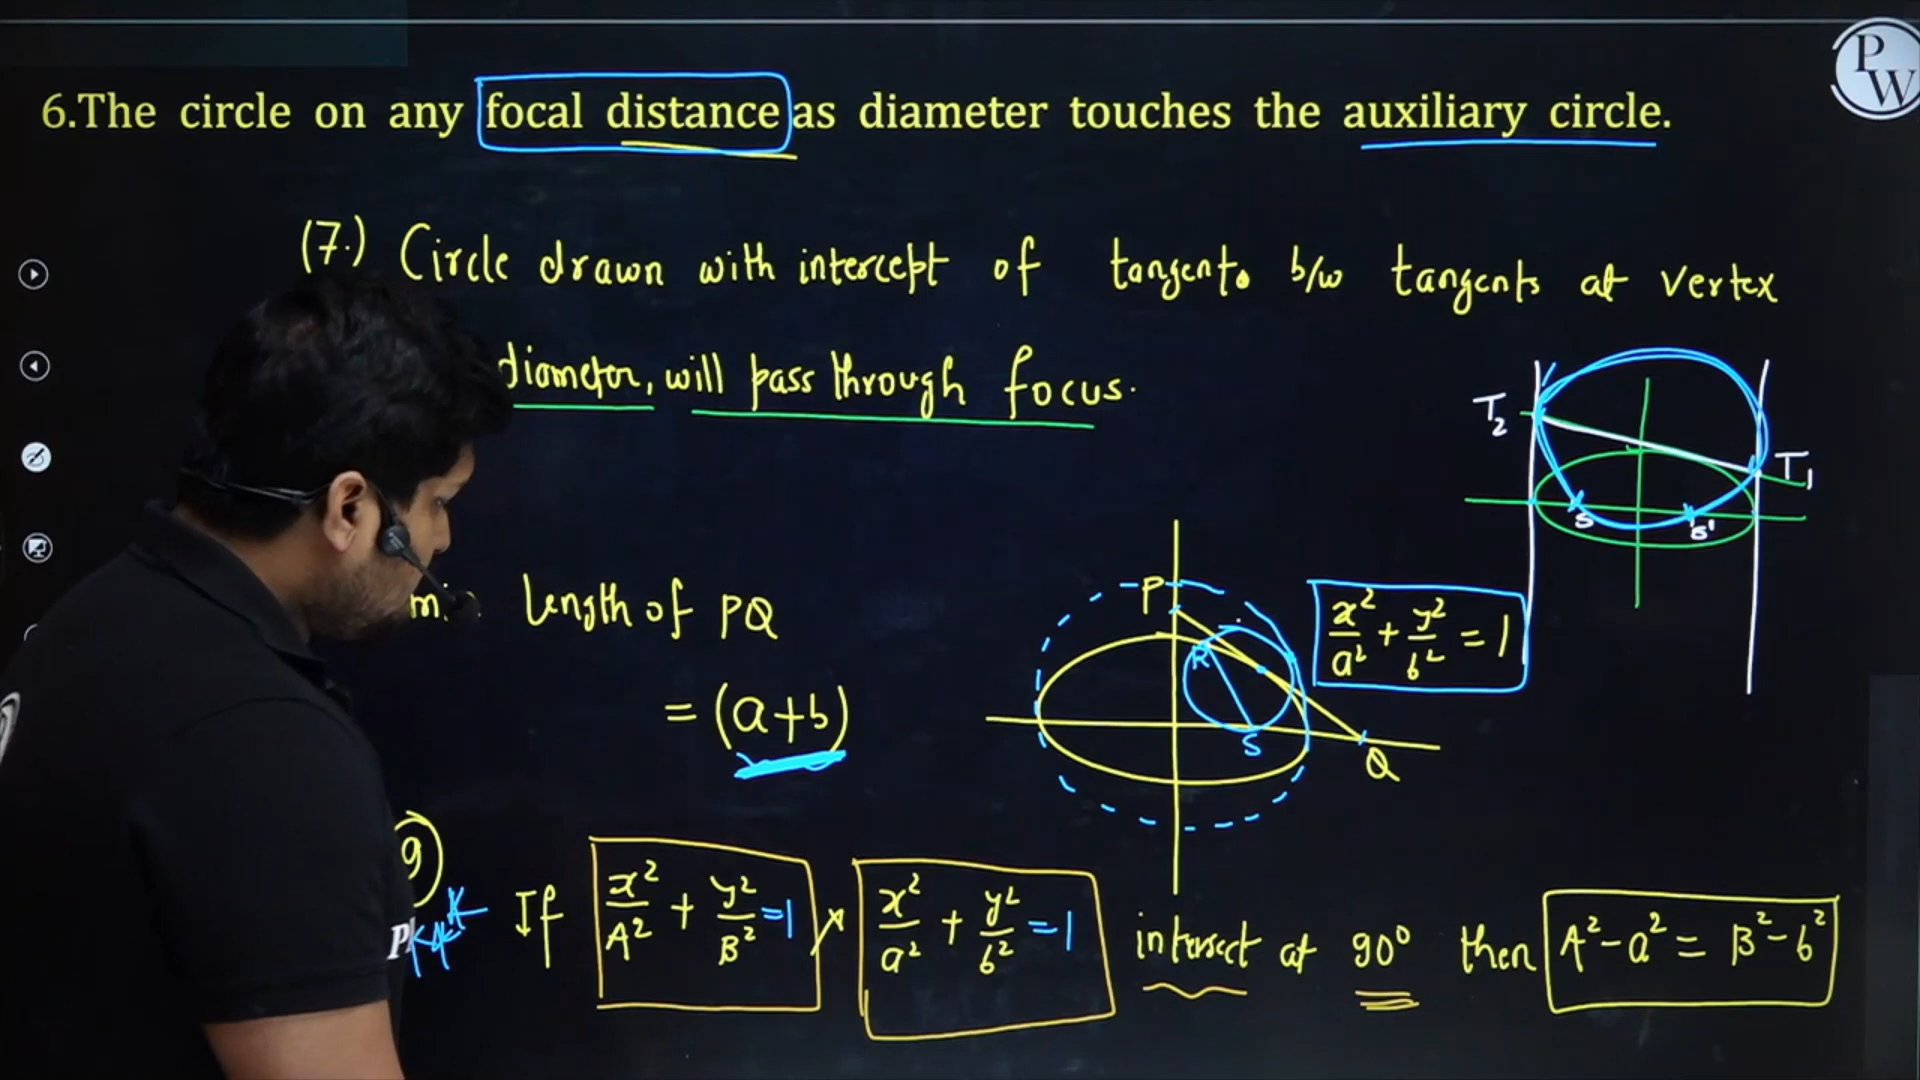 PW
6.The circle on any focal distance as diameter touches the auxiliary circle.
(7.) Circle drawn with intercept of tangent. b/w tangents at vertex
diameter, will pass through focus.
T₂
T₁
S
S'
length of PQ
= (a+b)
P
R
S
Q
x²/a² + y²/b² = 1
9
If x²/A² + y²/B² = 1 & x²/a² + y²/b² = 1 intersect at 90° then A²-a² = B²-b²